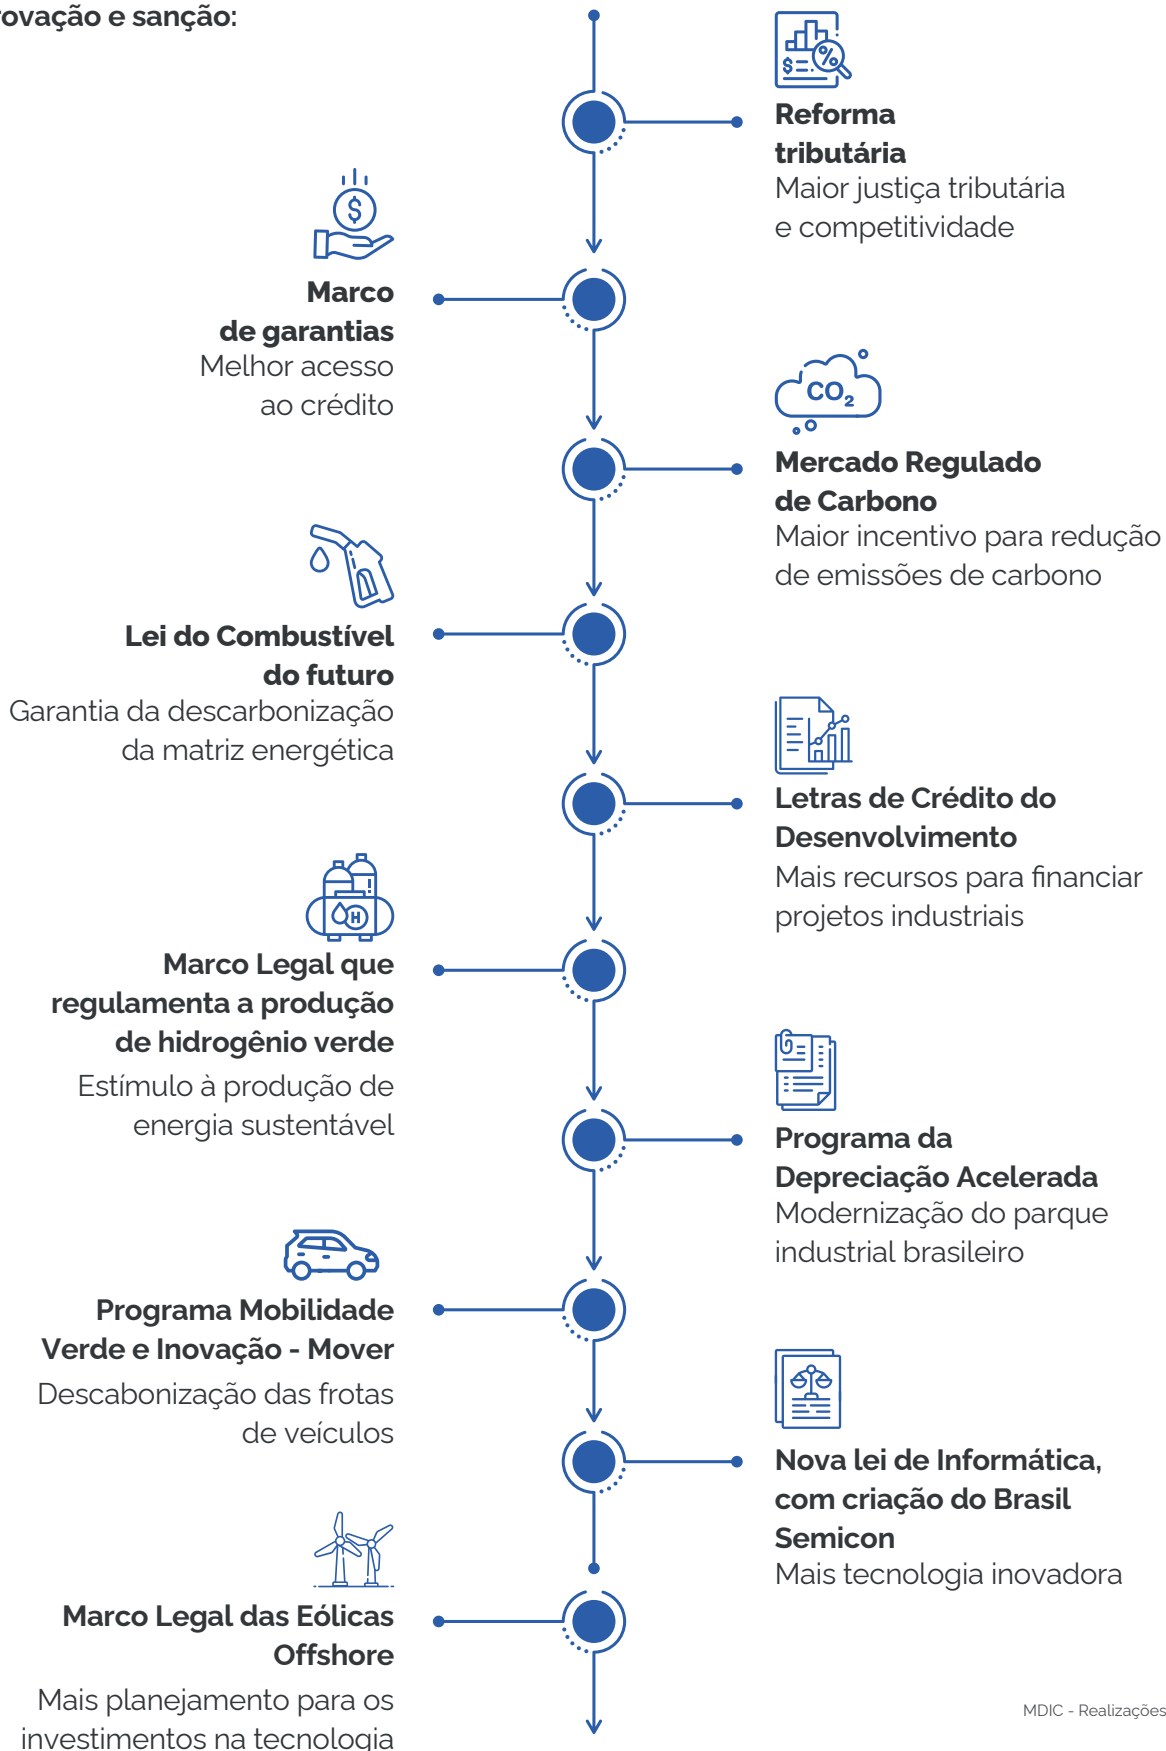 ovação e sanção:
Reforma
tributária
Maior justiça tributária
e competitividade
Marco
de garantias
Melhor acesso
ao crédito
CO₂
Mercado Regulado
de Carbono
Maior incentivo para redução
de emissões de carbono
Lei do Combustível
do futuro
Garantia da descarbonização
da matriz energética
Letras de Crédito do
Desenvolvimento
Mais recursos para financiar
projetos industriais
H
Marco Legal que
regulamenta a produção
de hidrogênio verde
Estímulo à produção de
energia sustentável
Programa da
Depreciação Acelerada
Modernização do parque
industrial brasileiro
Programa Mobilidade
Verde e Inovação - Mover
Descabonização das frotas
de veículos
Nova lei de Informática,
com criação do Brasil
Semicon
Mais tecnologia inovadora
Marco Legal das Eólicas
Offshore
Mais planejamento para os
investimentos na tecnologia
MDIC - Realizações